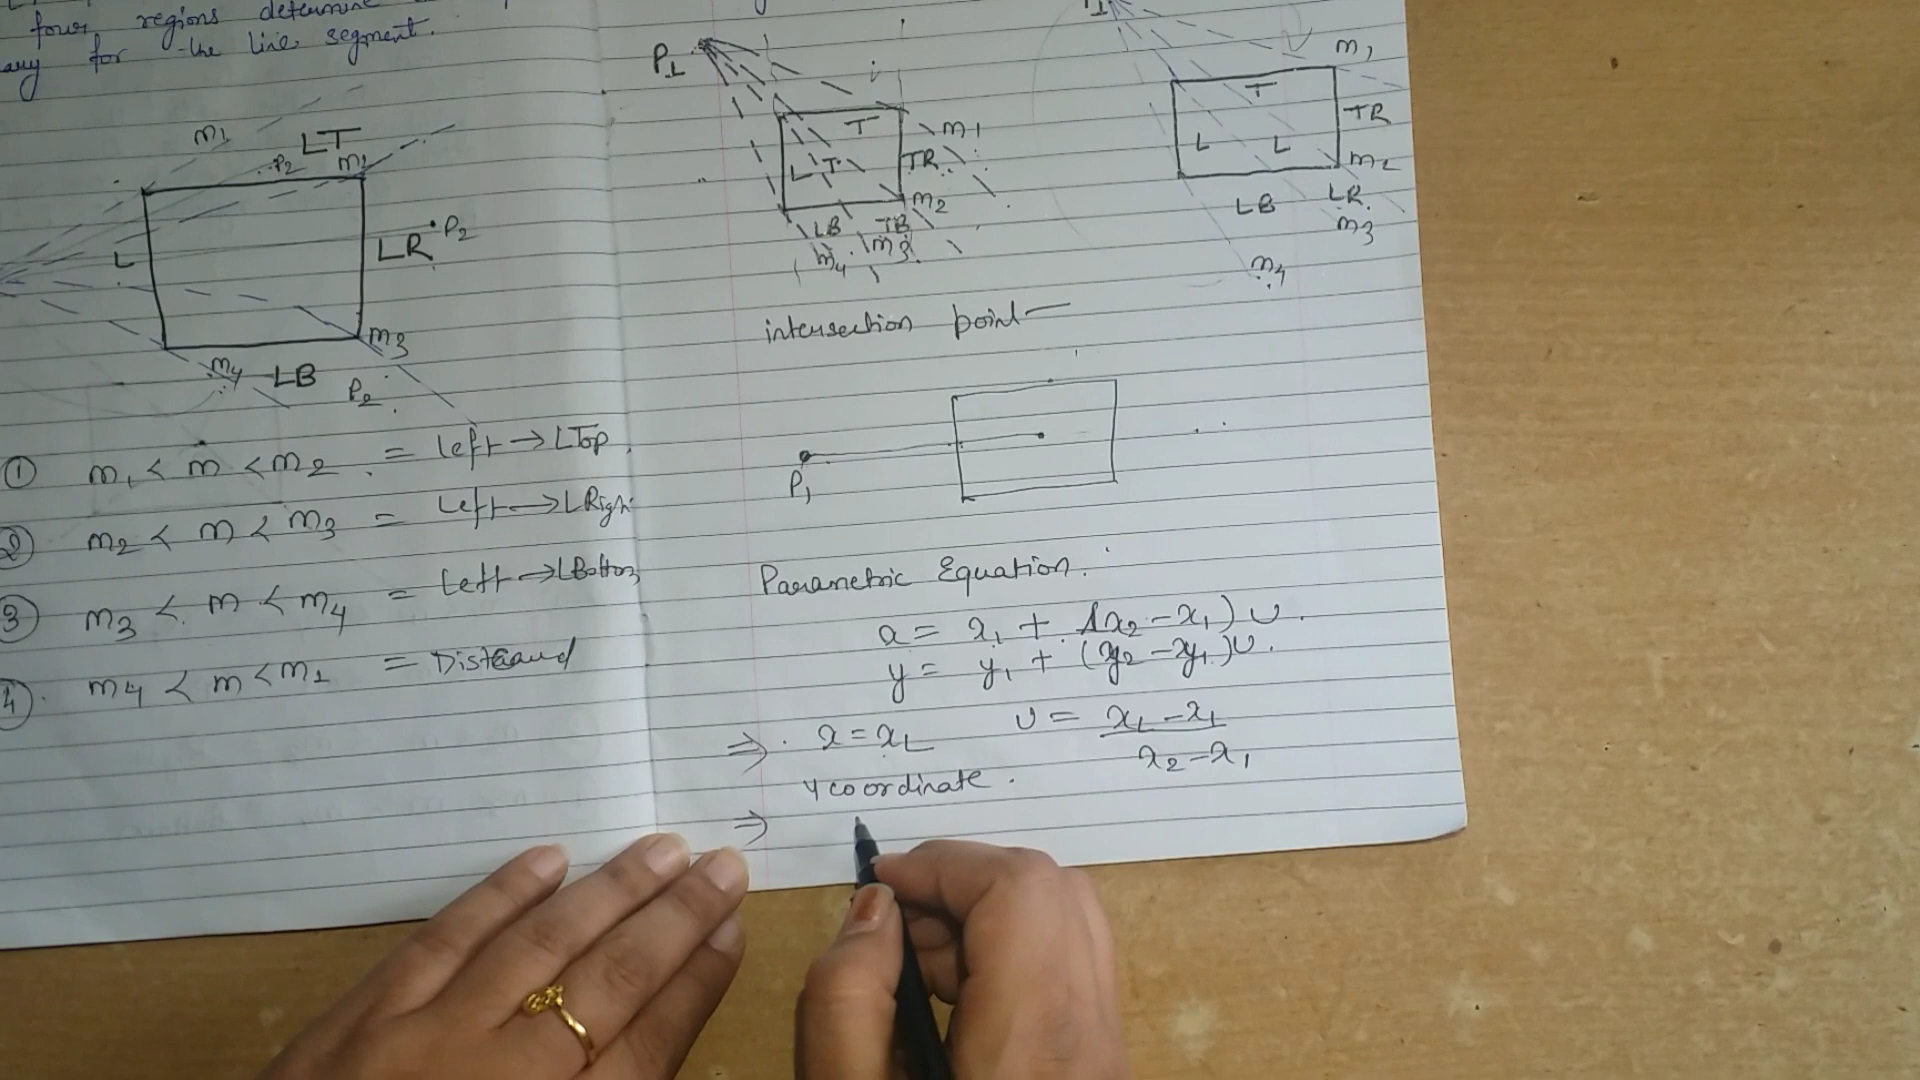 four regions determine
ary for the line segment.
m1
LT
P2
m2
L
LR
P2
m3
m4
LB
P2
① m1 < m < m2 = Left → LTop
② m2 < m < m3 = Left → LRigh
③ m3 < m < m4 = Left → LBottom
④ m4 < m < m1 =
P1
T
m1
L T
TR
m2
LB TB
m4 m3
m1
T
TR
L L
m2
LB LR
m3
m4
intersection point —
P1
Parametric Equation.
x = x1 + (x2 - x1) U.
y = y1 + (y2 - y1) U.
⇒ x = xL U = xL - x1 / x2 - x1
Y coordinate.
⇒